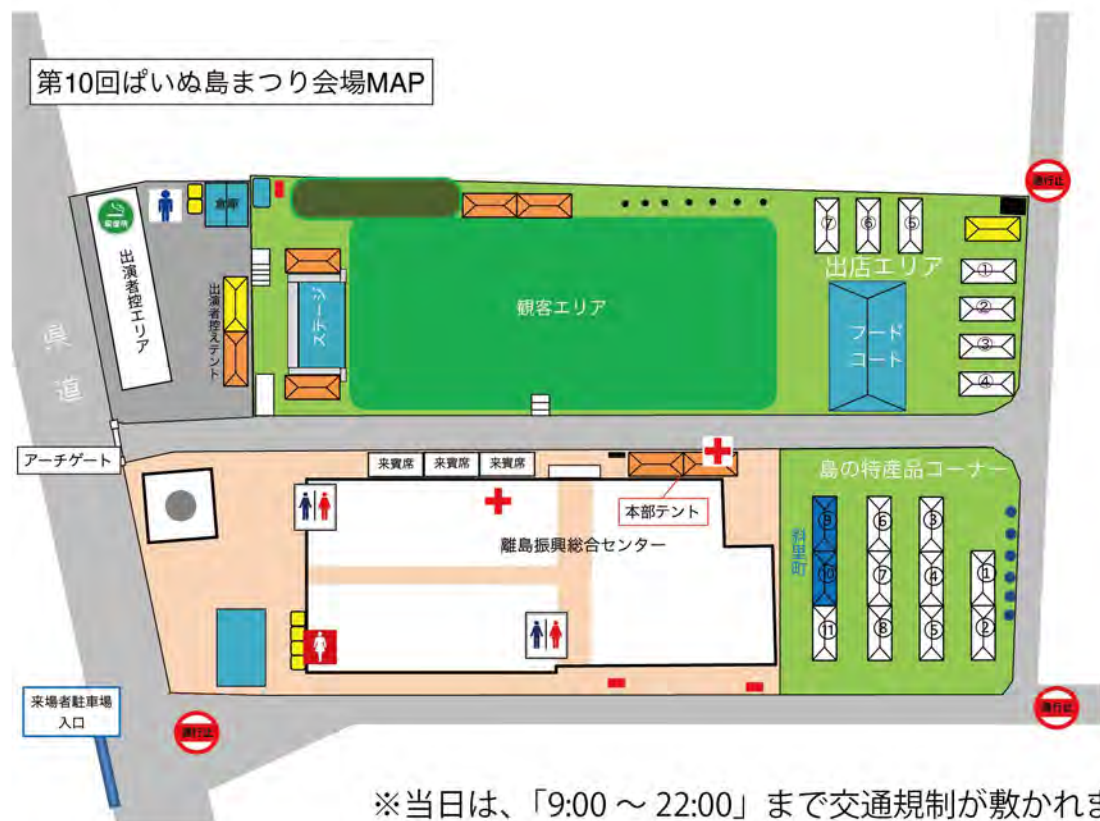 第10回ぱいぬ島まつり会場MAP
通行止
倉庫
喫煙所
出演者控エリア
出演者控えテント
ステージ
観客エリア
⑦
⑥
⑤
出店エリア
フード
コート
①
②
③
④
県道
アーチゲート
来賓席
来賓席
来賓席
本部テント
離島振興総合センター
島の特産品コーナー
斜里町
⑨
⑥
③
⑩
⑦
④
①
⑪
⑧
⑤
②
来場者駐車場
入口
通行止
通行止
※当日は、「9:00 ～ 22:00」まで交通規制が敷かれま